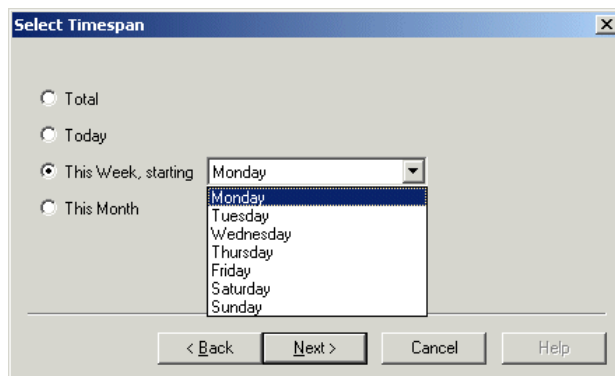 Select Timespan
Total
Today
This Week, starting Monday
This Month
Monday
Tuesday
Wednesday
Thursday
Friday
Saturday
Sunday
< Back Next > Cancel Help